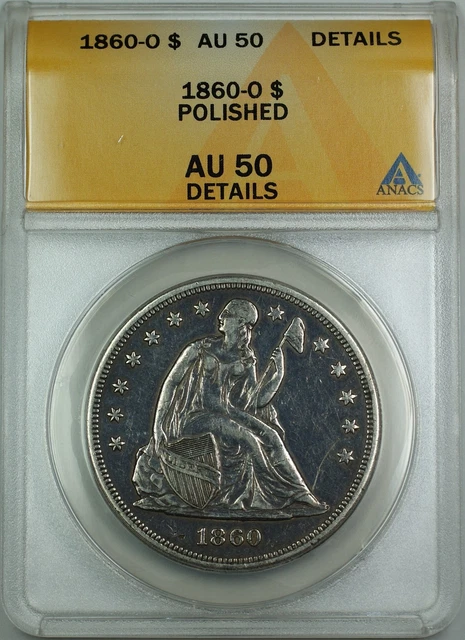 1860-O $ AU 50 DETAILS
1860-O $
POLISHED
AU 50
DETAILS
ANACS
1860